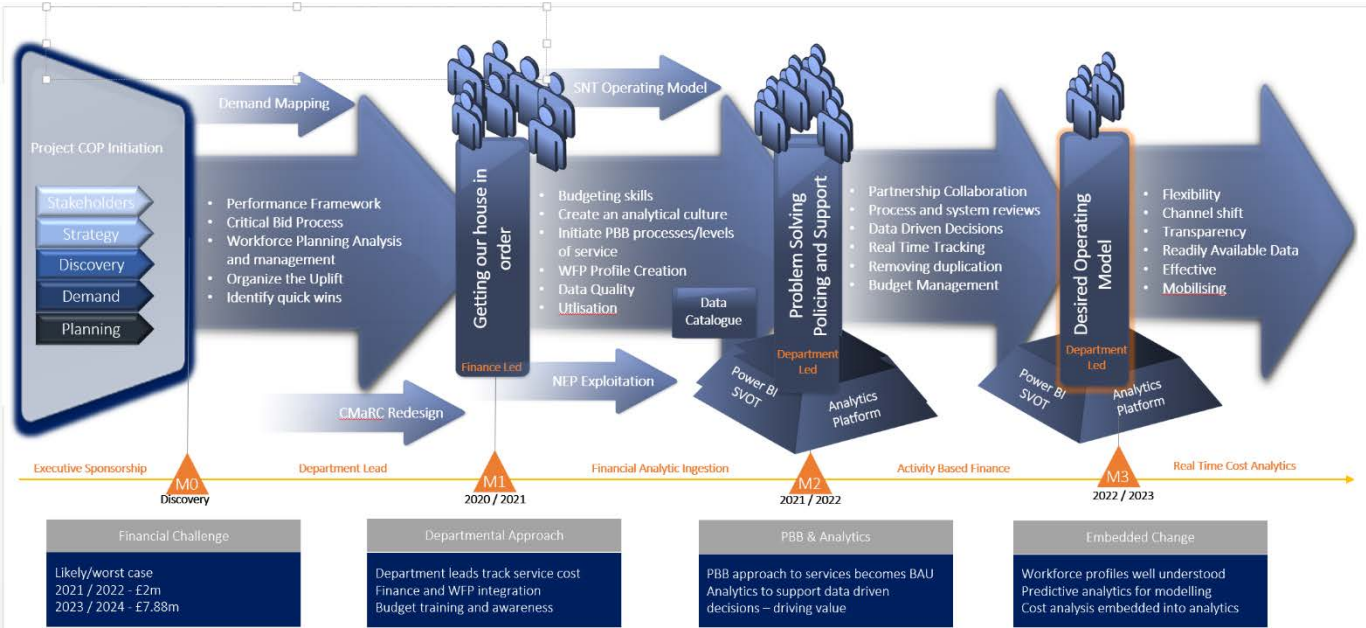 Project COP Initiation
Stakeholders
Strategy
Discovery
Demand
Planning
Demand Mapping
• Performance Framework
• Critical Bid Process
• Workforce Planning Analysis
and management
• Organize the Uplift
• Identify quick wins
CMaRC Redesign
Getting our house in
order
Finance Led
SNT Operating Model
• Budgeting skills
• Create an analytical culture
• Initiate PBB processes/levels
of service
• WFP Profile Creation
• Data Quality
• Utlisation
Data
Catalogue
NEP Exploitation
Problem Solving
Policing and Support
Department
Led
Power BI
SVOT
Analytics
Platform
• Partnership Collaboration
• Process and system reviews
• Data Driven Decisions
• Real Time Tracking
• Removing duplication
• Budget Management
Desired Operating
Model
Department
Led
Power BI
SVOT
Analytics
Platform
• Flexibility
• Channel shift
• Transparency
• Readily Available Data
• Effective
• Mobilising
Executive Sponsorship
M0
Discovery
Department Lead
M1
2020 / 2021
Financial Analytic Ingestion
M2
2021 / 2022
Activity Based Finance
M3
2022 / 2023
Real Time Cost Analytics
Financial Challenge
Likely/worst case
2021 / 2022 - £2m
2023 / 2024 - £7.88m
Departmental Approach
Department leads track service cost
Finance and WFP integration
Budget training and awareness
PBB & Analytics
PBB approach to services becomes BAU
Analytics to support data driven
decisions – driving value
Embedded Change
Workforce profiles well understood
Predictive analytics for modelling
Cost analysis embedded into analytics